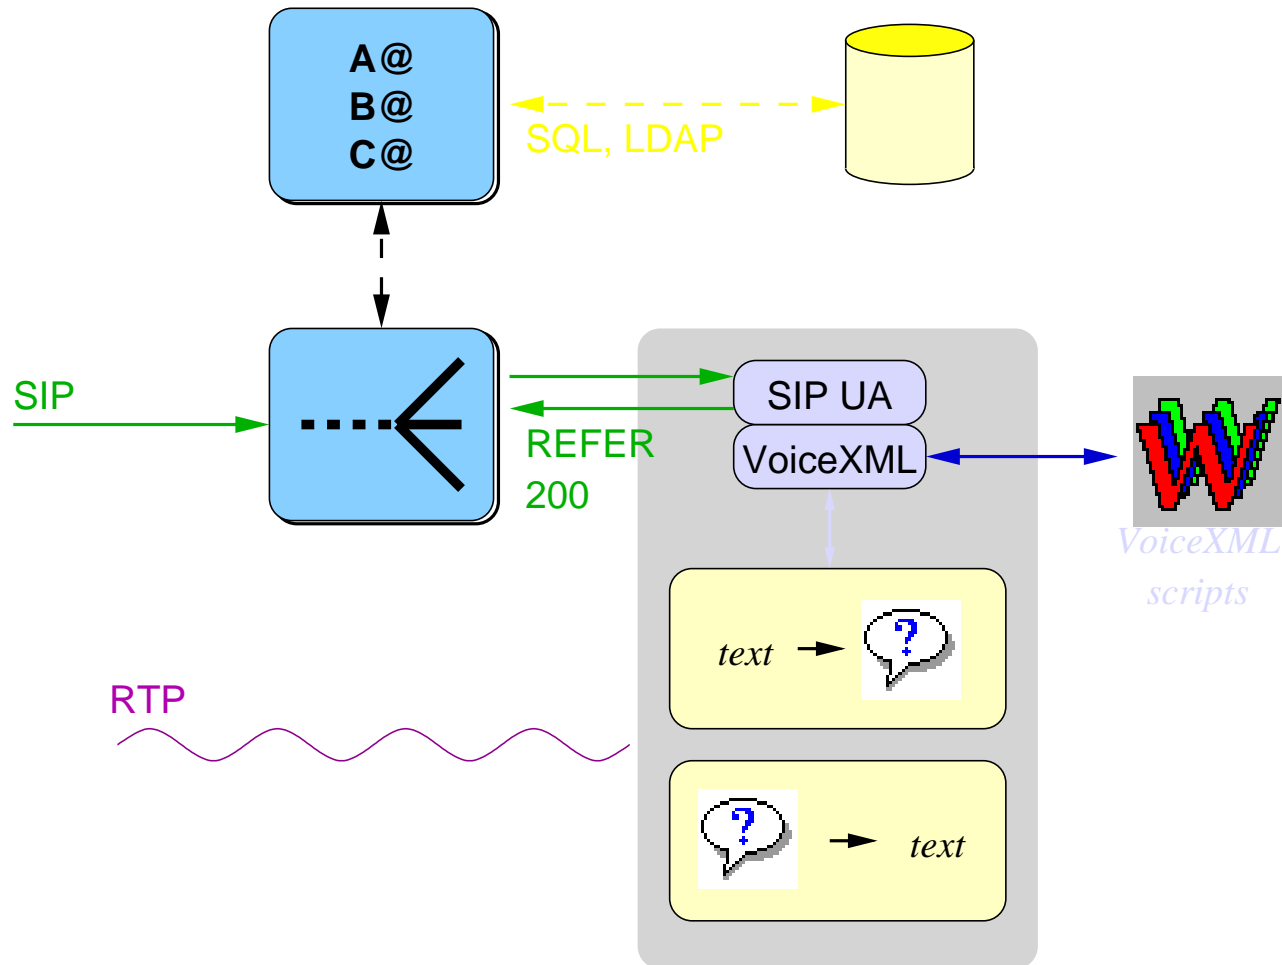 A@
B@
C@
SQL, LDAP
SIP
REFER
200
SIP UA
VoiceXML
W
VoiceXML
scripts
text
?
RTP
?
text